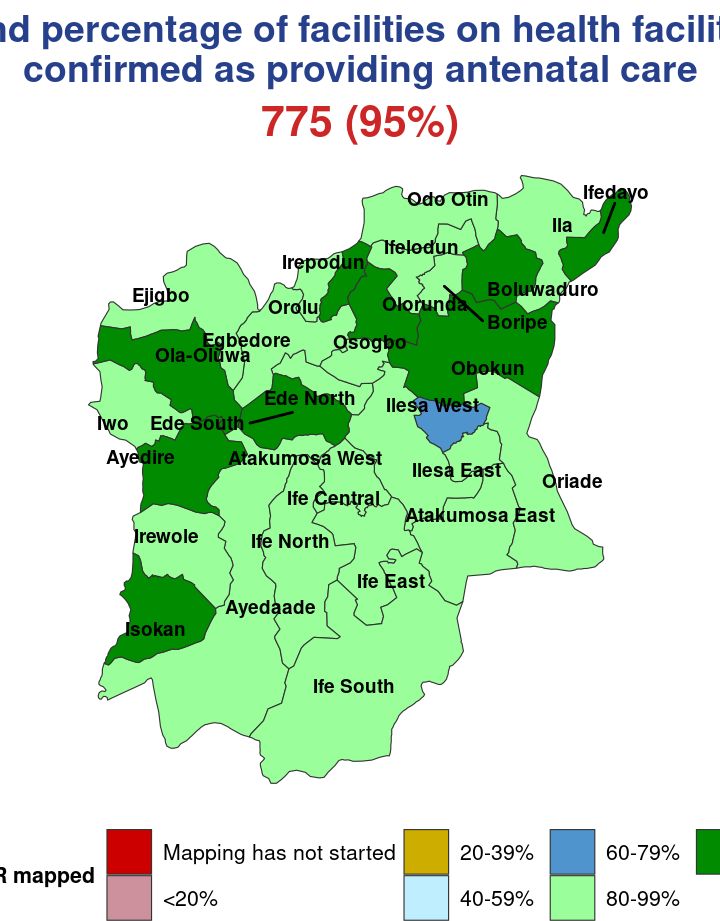 percentage of facilities on health
confirmed as providing antenatal care
775 (95%)
Ifedayo
Odo Otin
Ila
Ifelodun
Irepodun
Boluwaduro
Ejigbo
Orolu
Olorunda
Boripe
Egbedore
Osogbo
Ola-Oluwa
Obokun
Ede North
Ilesa West
Iwo
Ede South
Ayedire
Atakumosa West
Ilesa East
Oriade
Ife Central
Atakumosa East
Irewole
Ife North
Ife East
Ayedaade
Isokan
Ife South
Mapping has not started
20-39%
60-79%
mapped
<20%
40-59%
80-99%